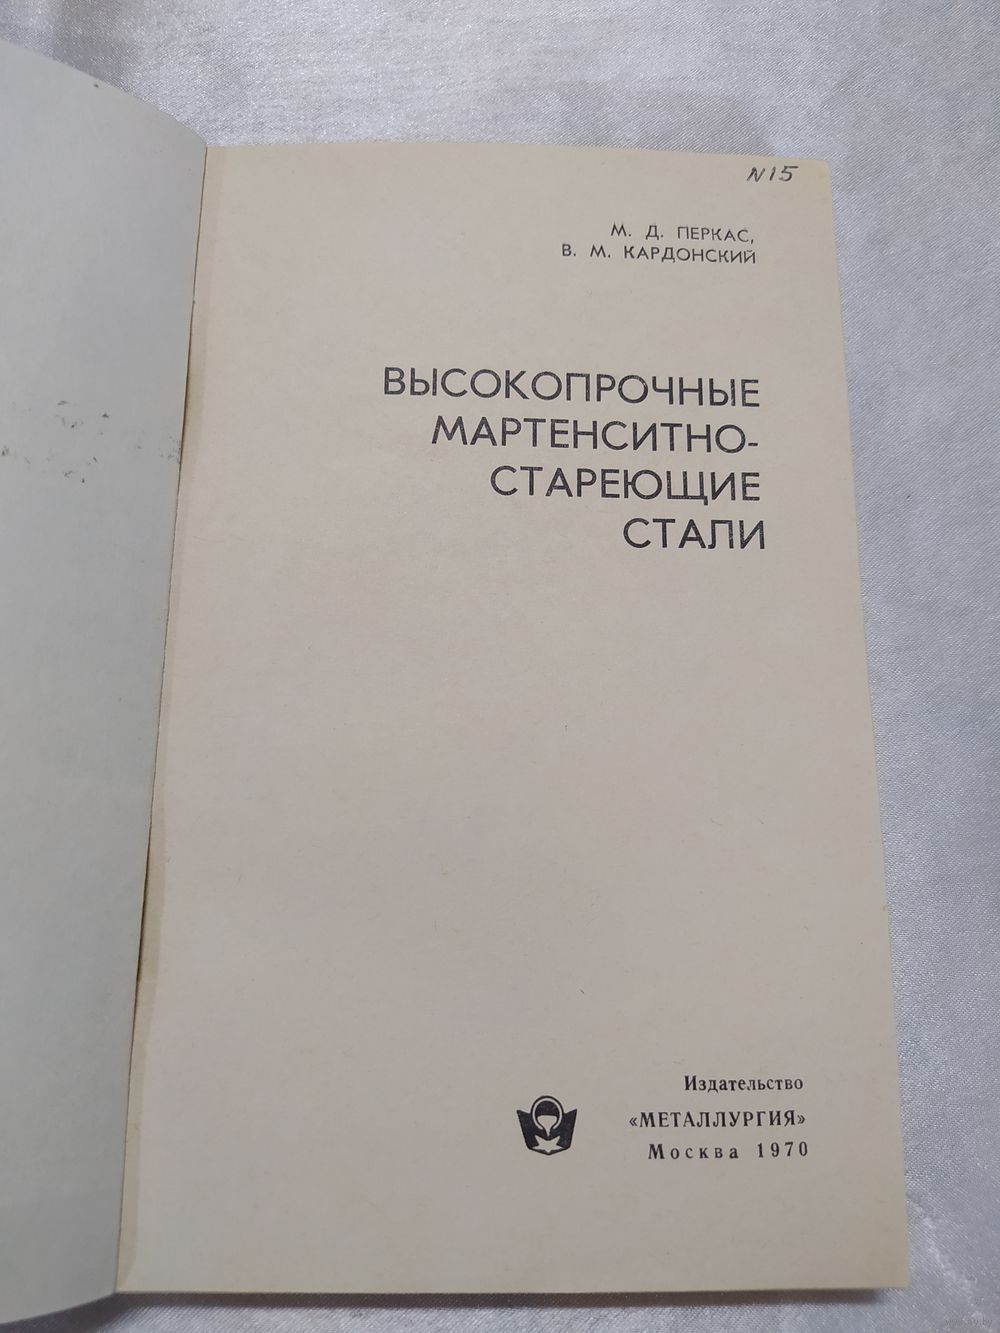 N15
М. Д. ПЕРКАС,
В. М. КАРДОНСКИЙ
ВЫСОКОПРОЧНЫЕ
МАРТЕНСИТНО-
СТАРЕЮЩИЕ
СТАЛИ
Издательство
«МЕТАЛЛУРГИЯ»
Москва 1970